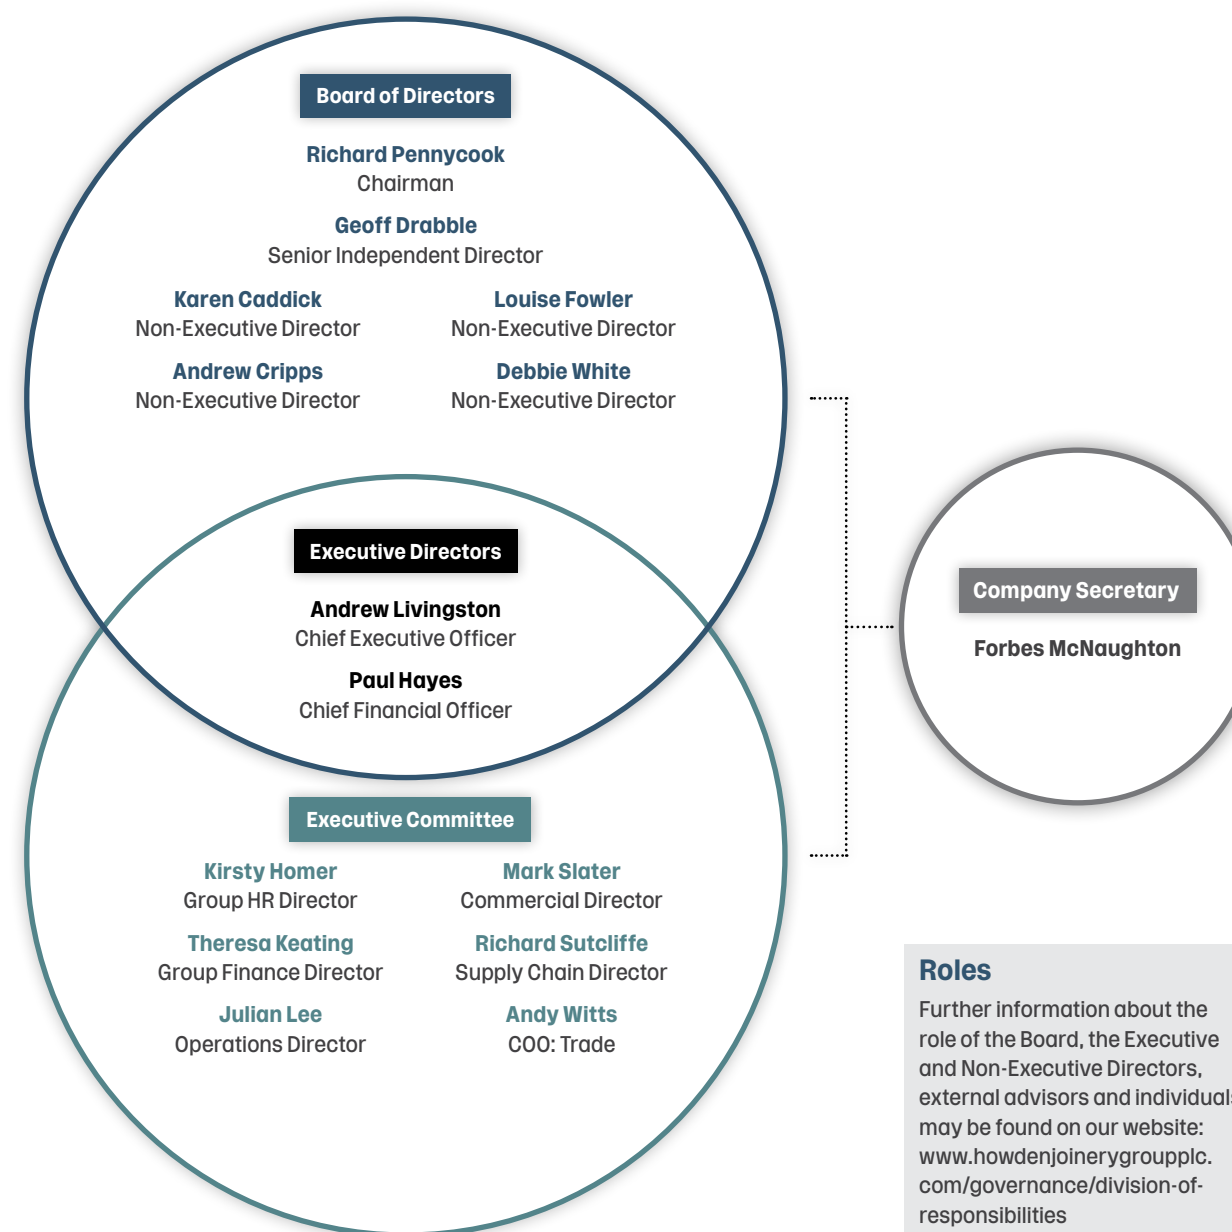 Board of Directors
Richard Pennycook
Chairman
Geoff Drabble
Senior Independent Director
Karen Caddick
Non-Executive Director
Louise Fowler
Non-Executive Director
Andrew Cripps
Non-Executive Director
Debbie White
Non-Executive Director
Executive Directors
Andrew Livingston
Chief Executive Officer
Paul Hayes
Chief Financial Officer
Executive Committee
Kirsty Homer
Group HR Director
Mark Slater
Commercial Director
Theresa Keating
Group Finance Director
Richard Sutcliffe
Supply Chain Director
Julian Lee
Operations Director
Andy Witts
COO: Trade
Company Secretary
Forbes McNaughton
Roles
Further information about the
role of the Board, the Executive
and Non-Executive Directors,
external advisors and individuals
may be found on our website:
www.howdenjoinerygroupplc.
com/governance/division-of-
responsibilities